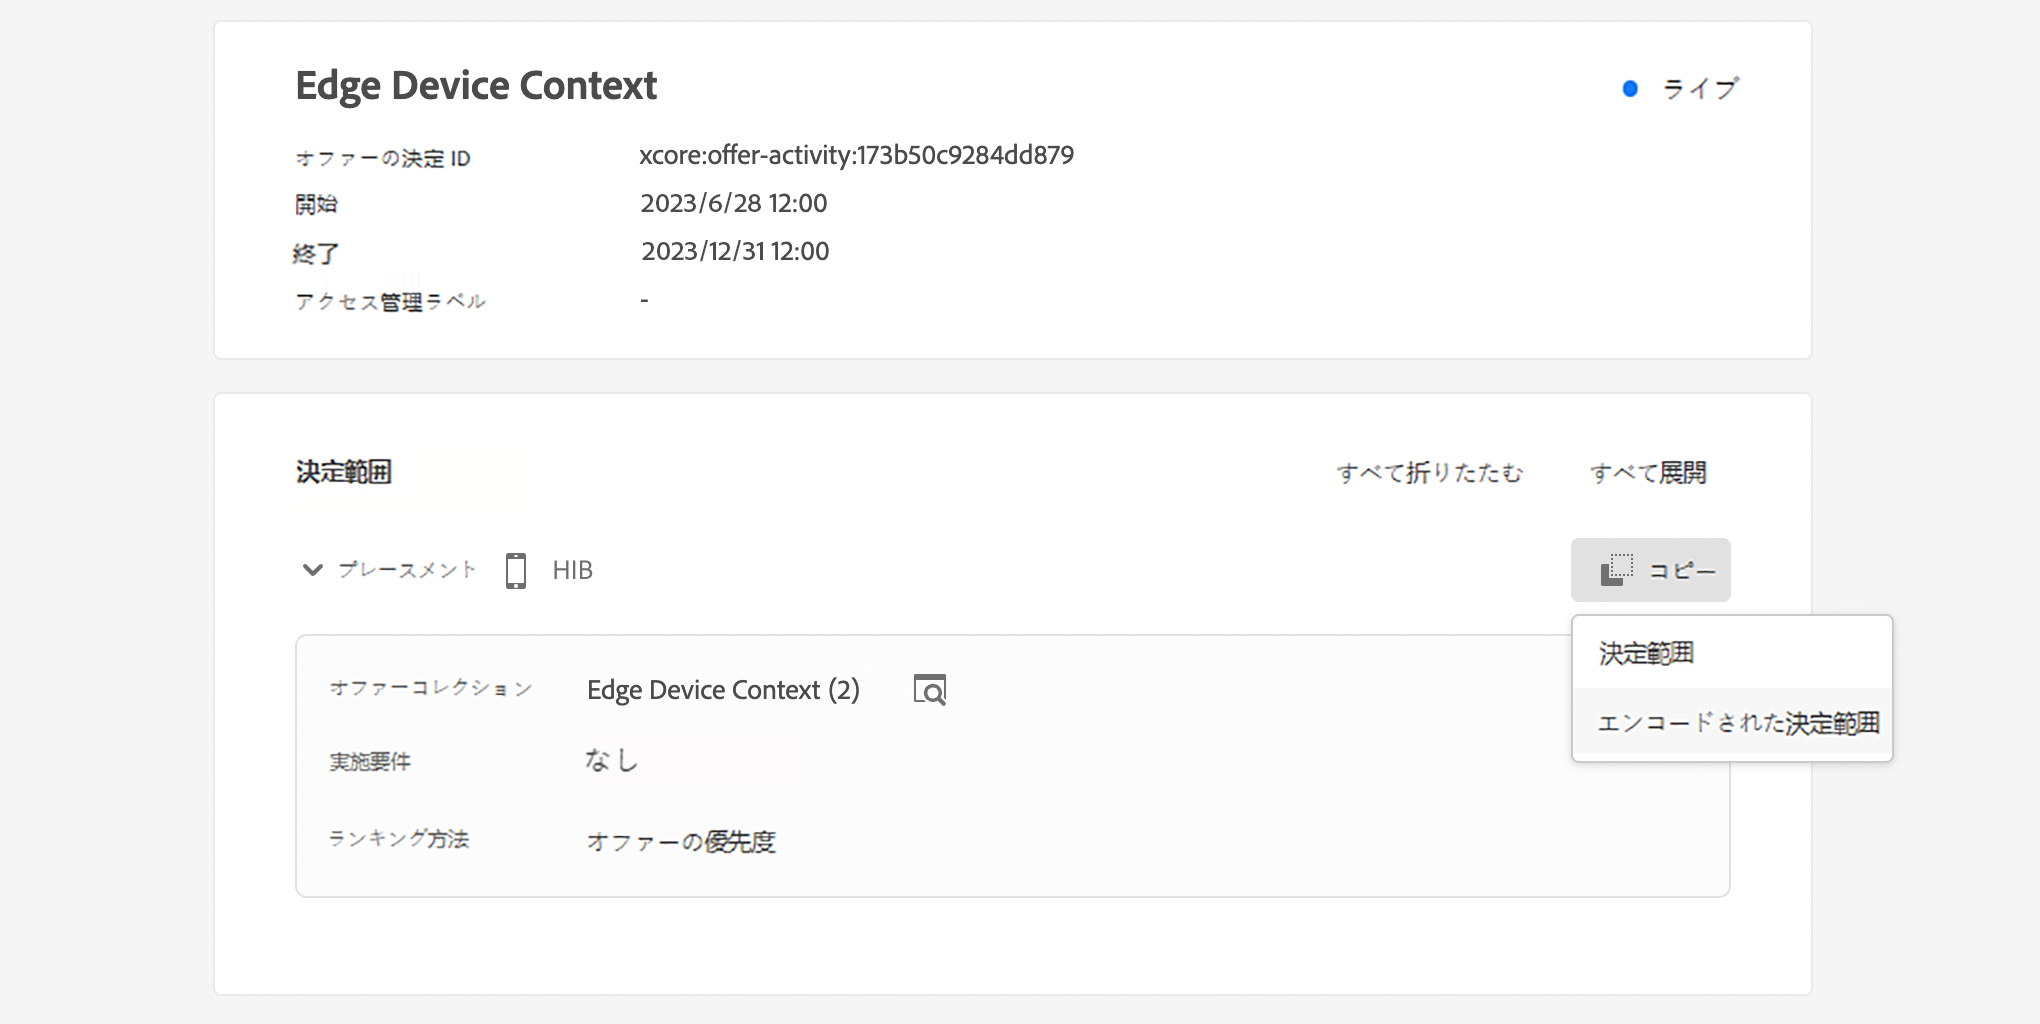 Edge Device Context
ライブ
オファーの決定 ID xcore:offer-activity:173b50c9284dd879
開始 2023/6/28 12:00
終了 2023/12/31 12:00
アクセス管理ラベル -
決定範囲 すべて折りたたむ すべて展開
プレースメント HIB コピー
決定範囲
エンコードされた決定範囲
オファーコレクション Edge Device Context (2)
実施要件 なし
ランキング方法 オファーの優先度